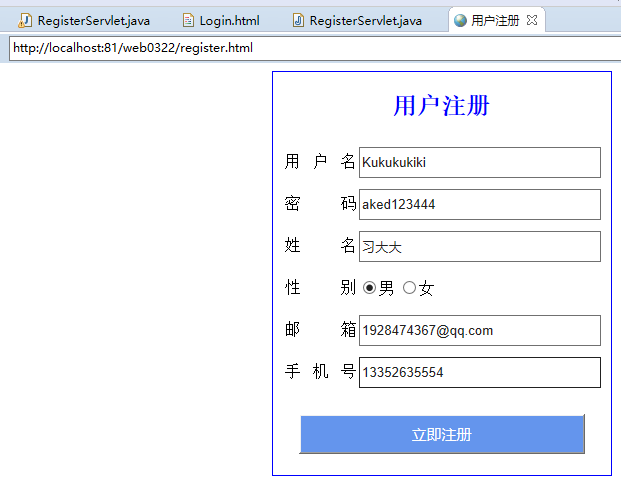 RegisterServlet.java Login.html RegisterServlet.java 用户注册
http://localhost:81/web0322/register.html
用户注册
用 户 名 Kukukukiki
密 码 aked123444
姓 名 习大大
性 别 男 女
邮 箱 1928474367@qq.com
手 机 号 13352635554
立即注册